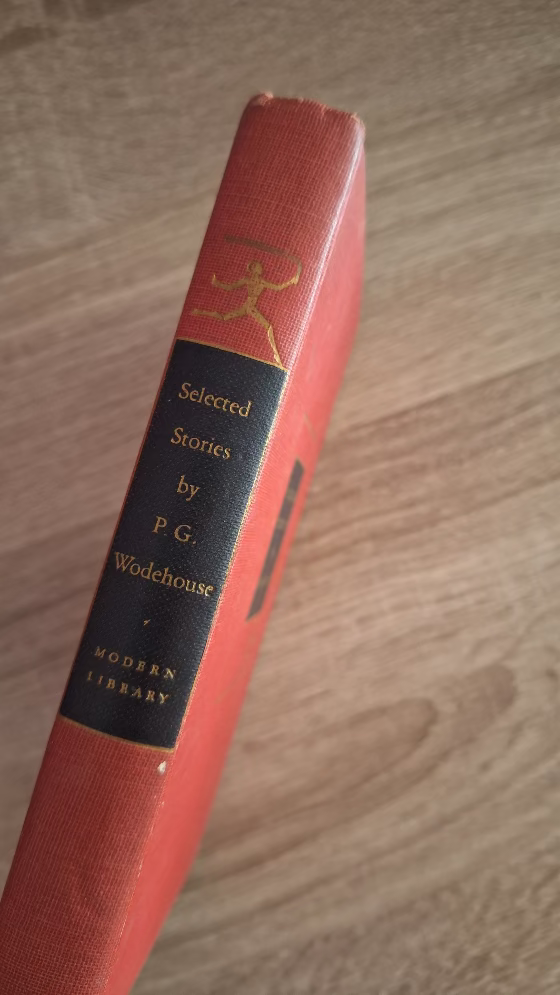 Selected
Stories
by
P. G.
Wodehouse
MODERN
LIBRARY